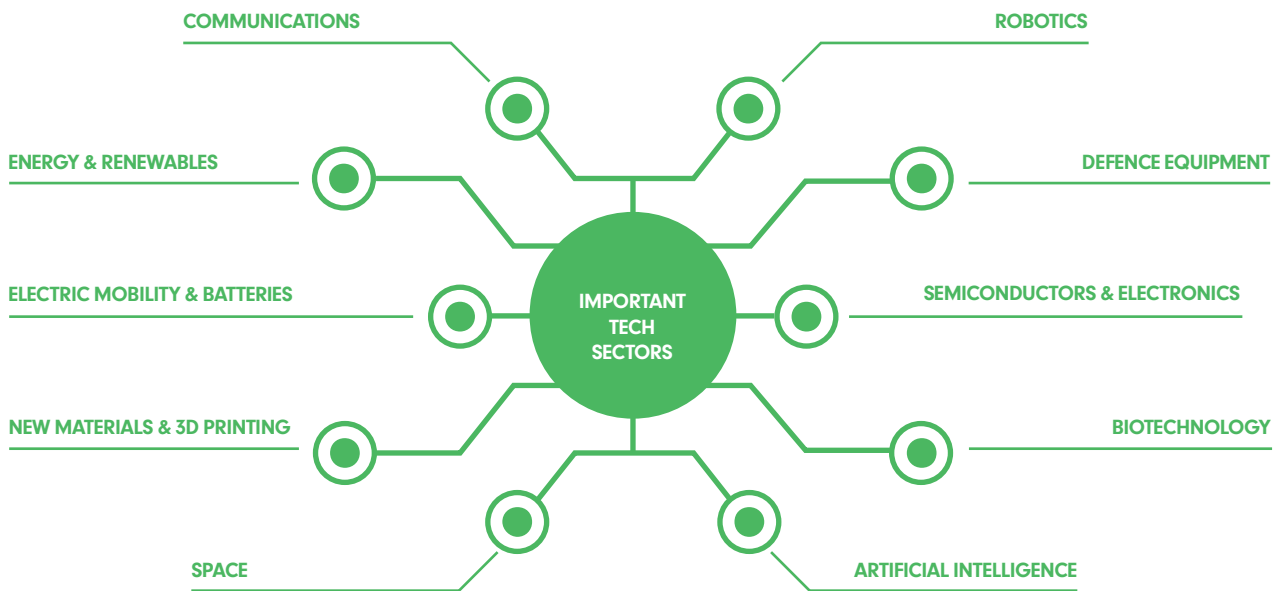 COMMUNICATIONS
ROBOTICS
ENERGY & RENEWABLES
DEFENCE EQUIPMENT
ELECTRIC MOBILITY & BATTERIES
SEMICONDUCTORS & ELECTRONICS
IMPORTANT
TECH
SECTORS
NEW MATERIALS & 3D PRINTING
BIOTECHNOLOGY
SPACE
ARTIFICIAL INTELLIGENCE